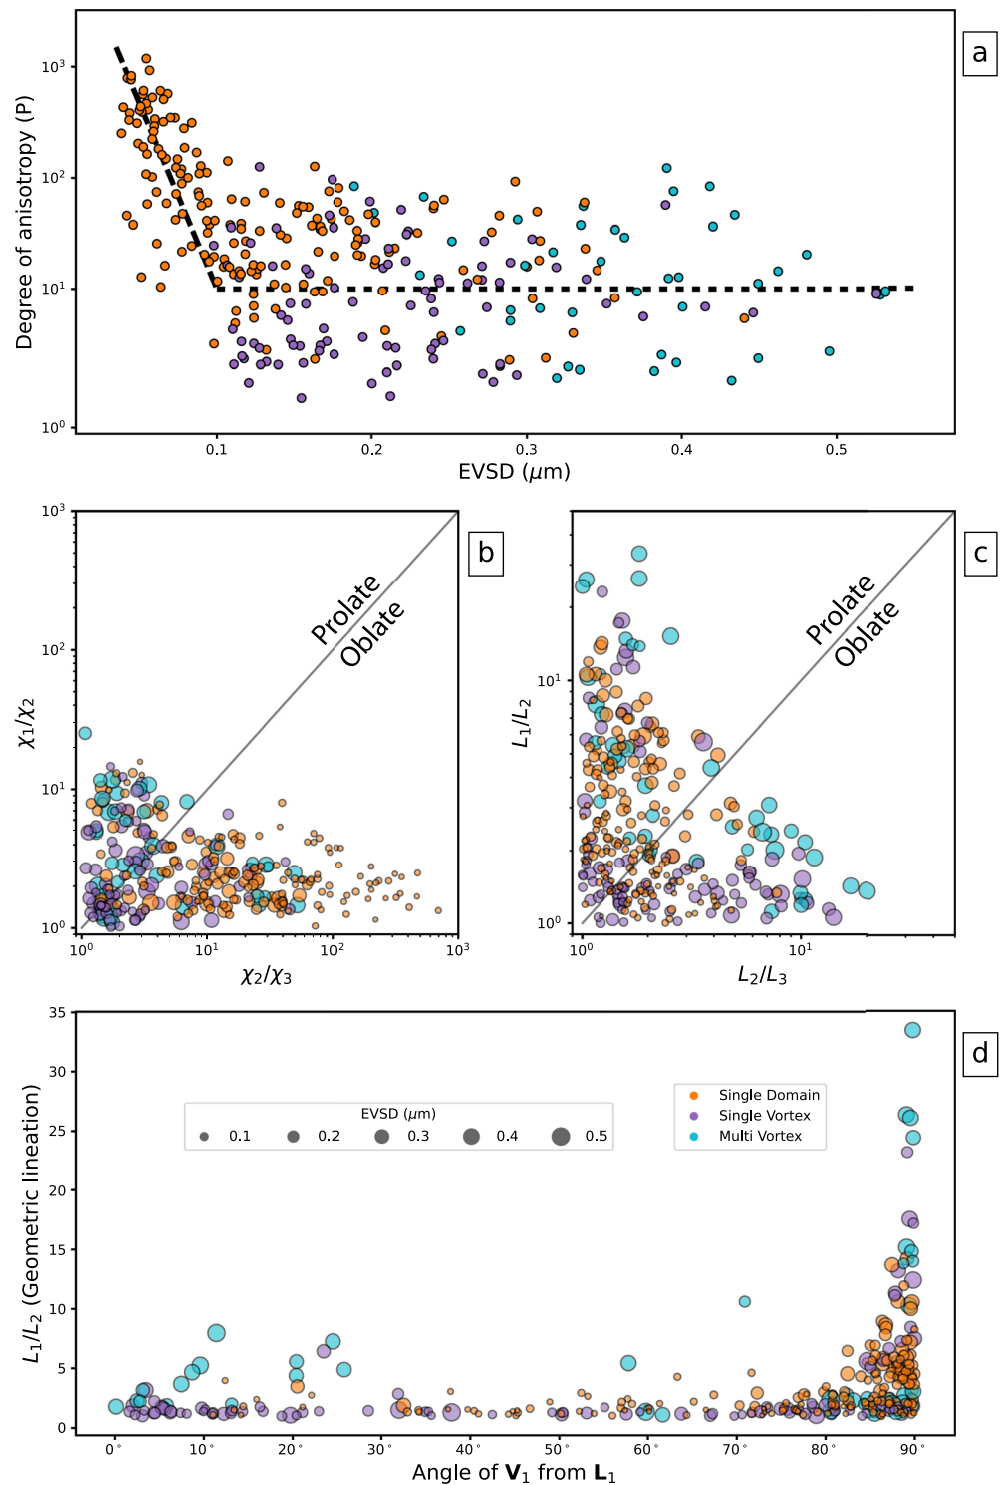 a
Degree of anisotropy (P)
10³
10²
10¹
10⁰
0.1 0.2 0.3 0.4 0.5
EVSD (μm)
b
χ₁/χ₂
10³
10²
10¹
10⁰
Prolate
Oblate
10⁰ 10¹ 10² 10³
χ₂/χ₃
c
L₁/L₂
10¹
10⁰
Prolate
Oblate
10⁰ 10¹
L₂/L₃
d
L₁/L₂ (Geometric lineation)
35
30
25
20
15
10
5
0
EVSD (μm)
0.1 0.2 0.3 0.4 0.5
Single Domain
Single Vortex
Multi Vortex
0° 10° 20° 30° 40° 50° 60° 70° 80° 90°
Angle of V₁ from L₁